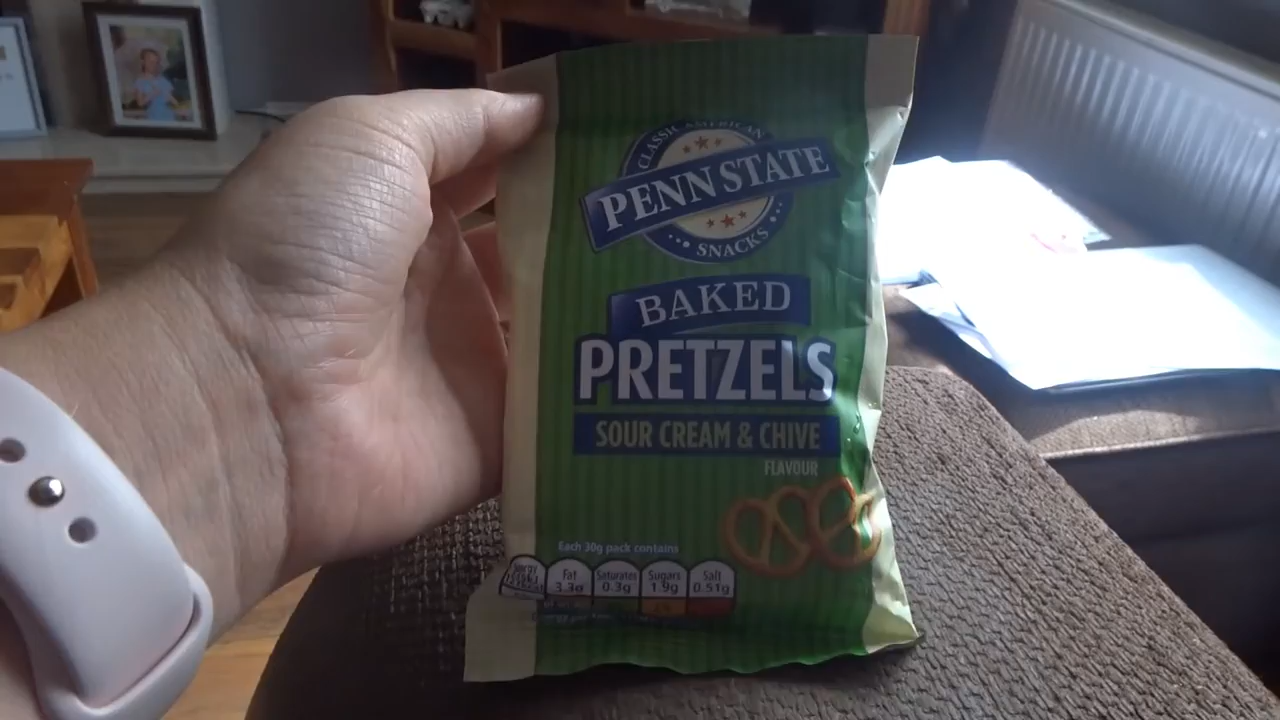 CLASSIC AMERICAN
PENN STATE
SNACKS
BAKED
PRETZELS
SOUR CREAM & CHIVE
FLAVOUR
Each 30g pack contains
Energy Fat Saturates Sugars Salt
3.3g 0.3g 1.9g 0.51g